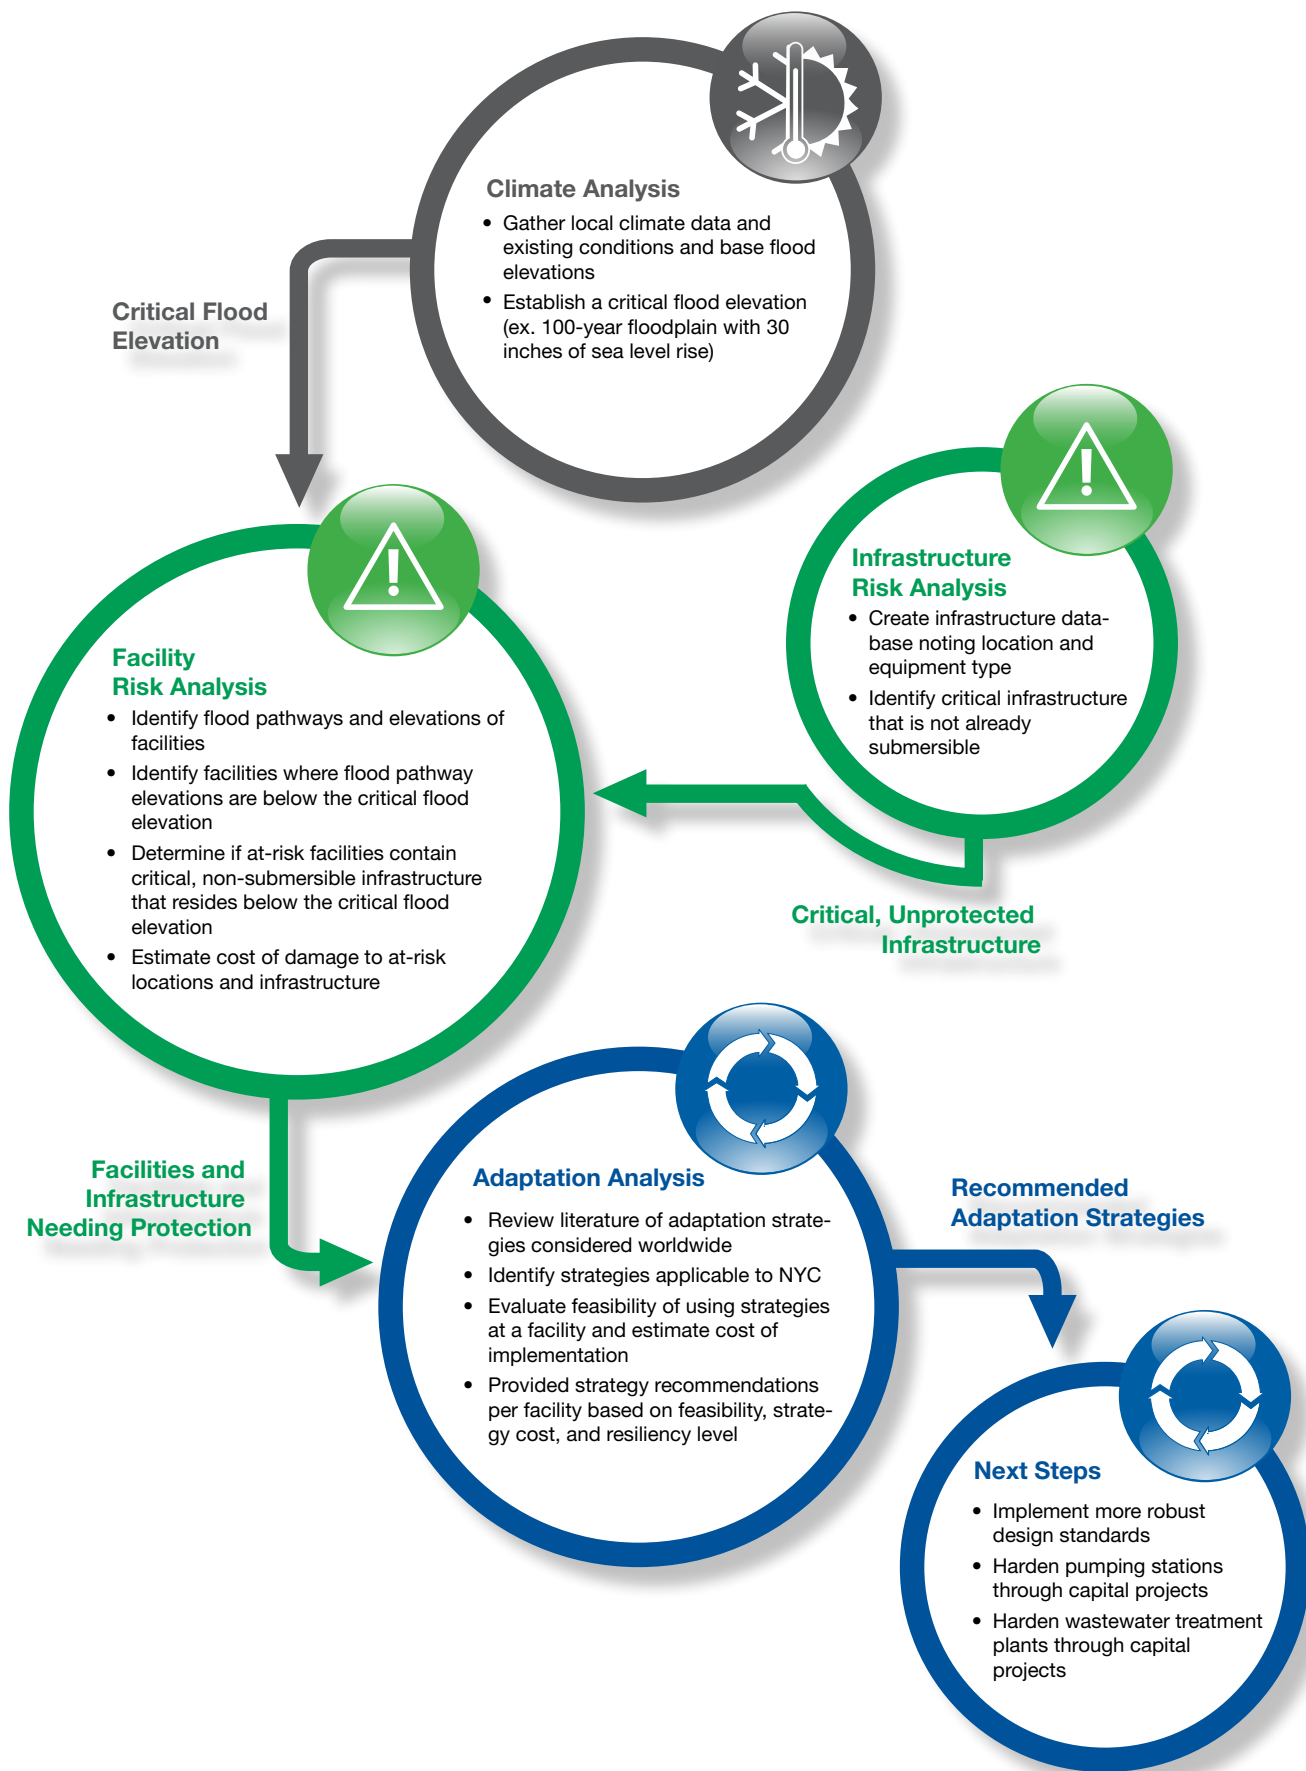 Climate Analysis
• Gather local climate data and
existing conditions and base flood
elevations
• Establish a critical flood elevation
(ex. 100-year floodplain with 30
inches of sea level rise)
Critical Flood
Elevation
Infrastructure
Risk Analysis
• Create infrastructure data-
base noting location and
equipment type
• Identify critical infrastructure
that is not already
submersible
Critical, Unprotected
Infrastructure
Facility
Risk Analysis
• Identify flood pathways and elevations of
facilities
• Identify facilities where flood pathway
elevations are below the critical flood
elevation
• Determine if at-risk facilities contain
critical, non-submersible infrastructure
that resides below the critical flood
elevation
• Estimate cost of damage to at-risk
locations and infrastructure
Facilities and
Infrastructure
Needing Protection
Adaptation Analysis
• Review literature of adaptation strate-
gies considered worldwide
• Identify strategies applicable to NYC
• Evaluate feasibility of using strategies
at a facility and estimate cost of
implementation
• Provided strategy recommendations
per facility based on feasibility, strate-
gy cost, and resiliency level
Recommended
Adaptation Strategies
Next Steps
• Implement more robust
design standards
• Harden pumping stations
through capital projects
• Harden wastewater treatment
plants through capital
projects